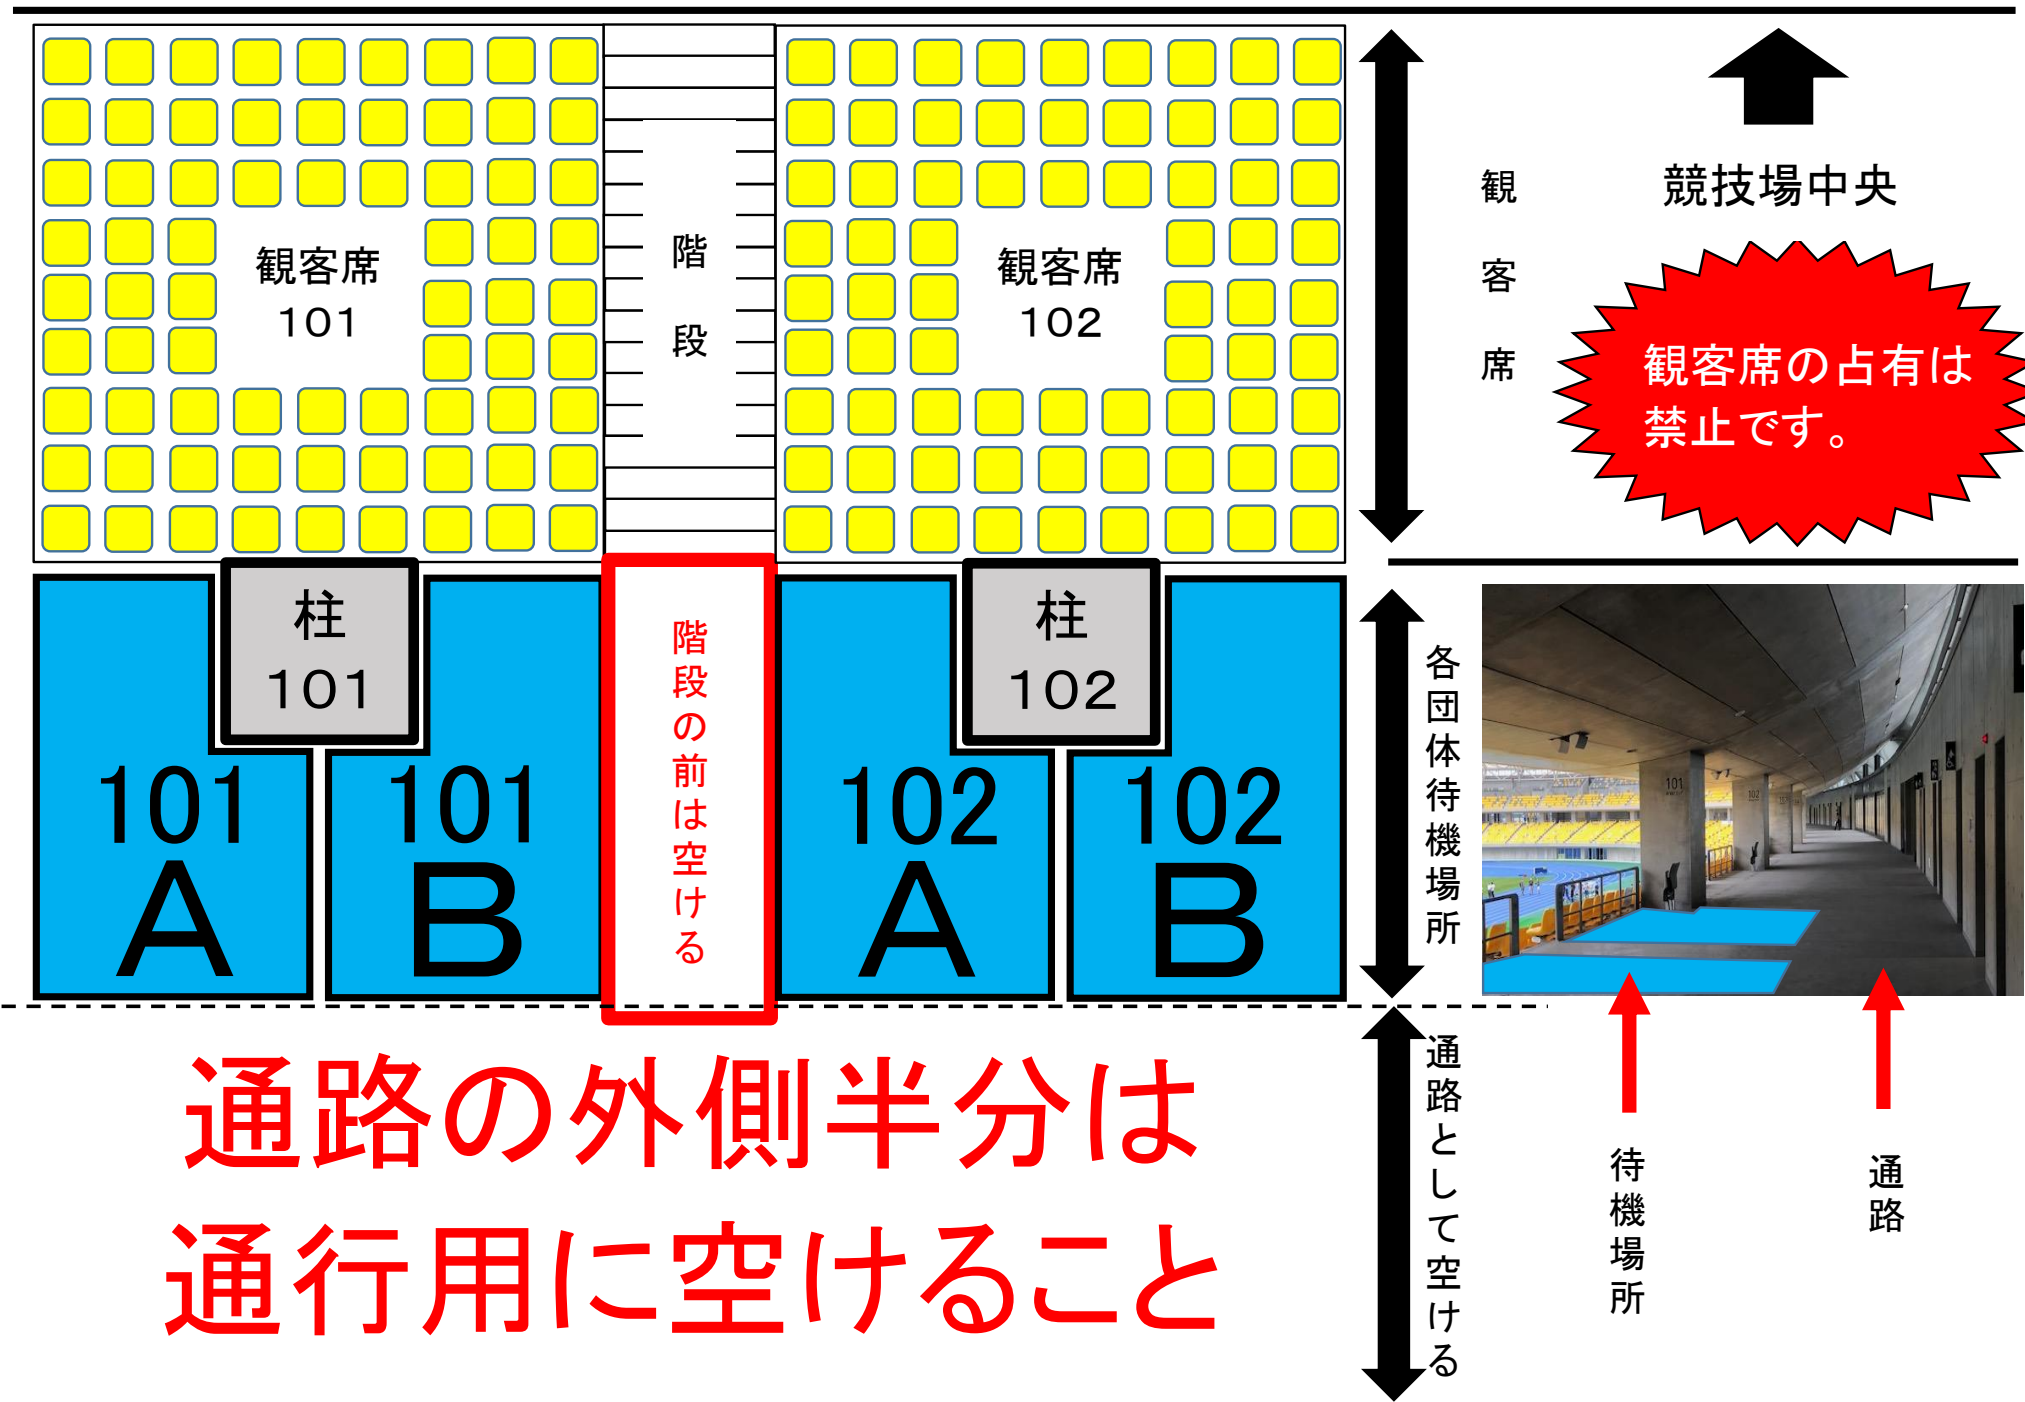 観客席
101
階段
観客席
102
観客席
競技場中央
観客席の占有は
禁止です。
柱
101
階段の前は空ける
柱
102
101
A
101
B
102
A
102
B
各団体待機場所
101
102
通路の外側半分は
通行用に空けること
通路として空ける
待機場所
通路